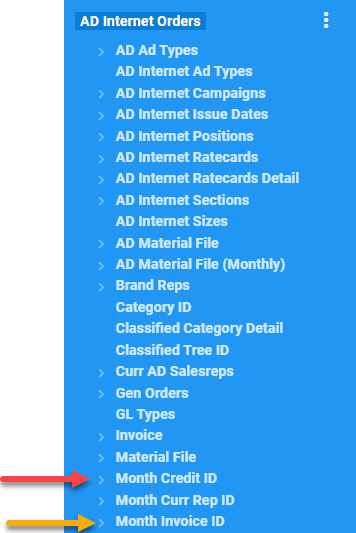 AD Internet Orders
AD Ad Types
AD Internet Ad Types
AD Internet Campaigns
AD Internet Issue Dates
AD Internet Positions
AD Internet Ratecards
AD Internet Ratecards Detail
AD Internet Sections
AD Internet Sizes
AD Material File
AD Material File (Monthly)
Brand Reps
Category ID
Classified Category Detail
Classified Tree ID
Curr AD Salesreps
Gen Orders
GL Types
Invoice
Material File
Month Credit ID
Month Curr Rep ID
Month Invoice ID